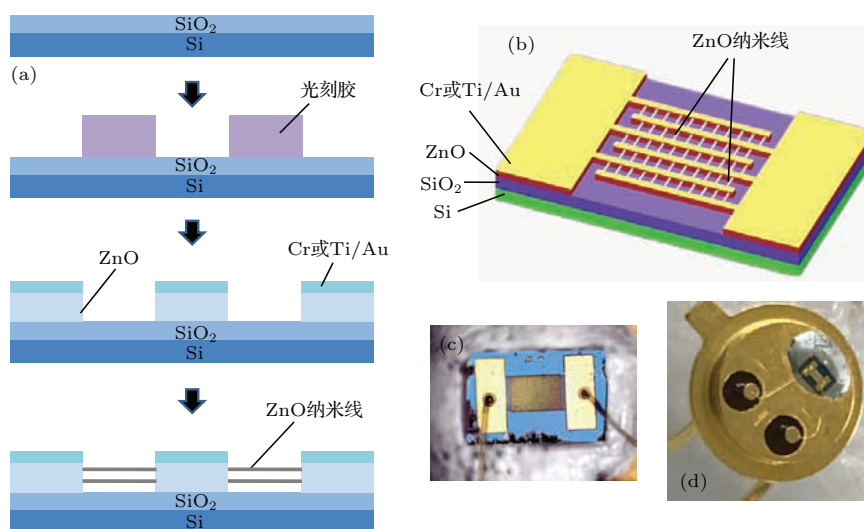 SiO₂
Si
(a)
光刻胶
SiO₂
Si
ZnO
Cr或Ti/Au
SiO₂
Si
ZnO纳米线
SiO₂
Si
(b)
ZnO纳米线
Cr或Ti/Au
ZnO
SiO₂
Si
(c)
(d)